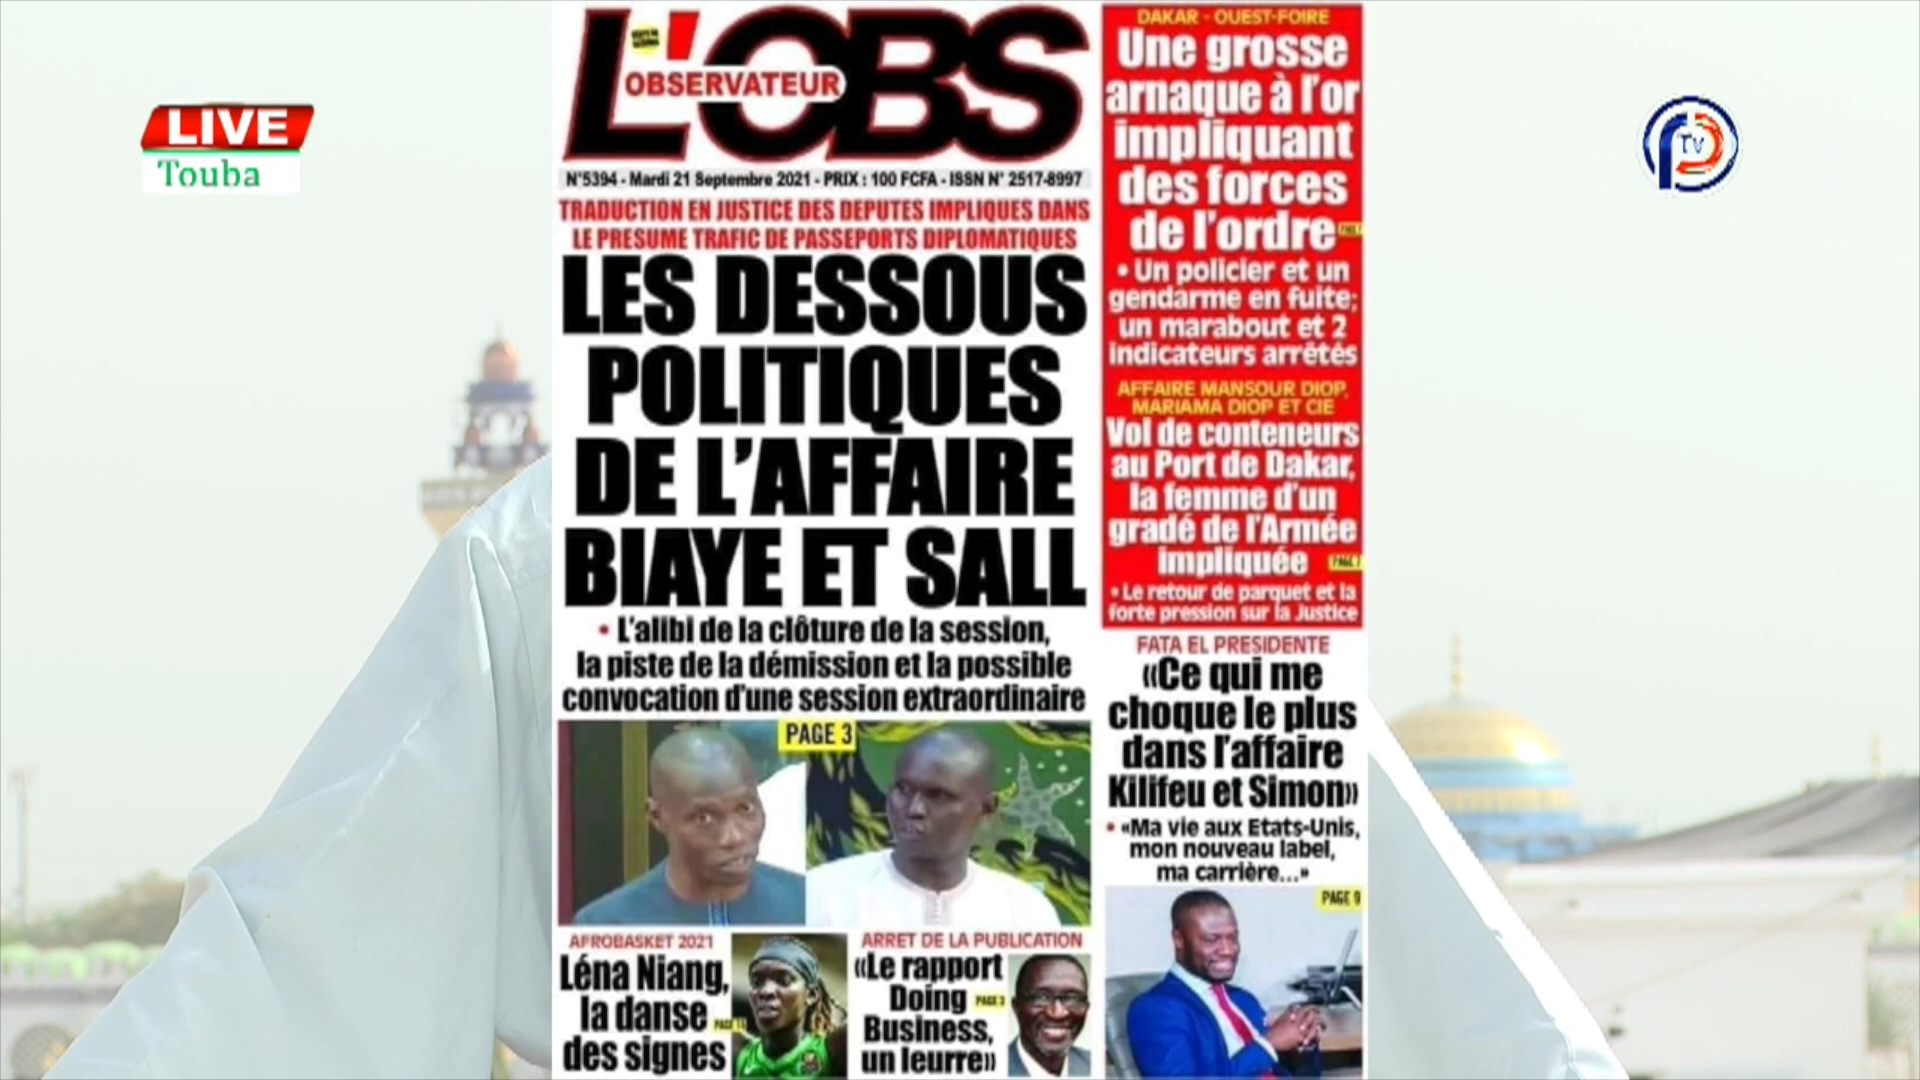 LIVE
Touba
TV
L'OBS
OBSERVATEUR
N°5394 - Mardi 21 Septembre 2021 - PRIX : 100 FCFA - ISSN N° 2517-8997
TRADUCTION EN JUSTICE DES DEPUTES IMPLIQUES DANS
LE PRESUME TRAFIC DE PASSEPORTS DIPLOMATIQUES
LES DESSOUS
POLITIQUES
DE L'AFFAIRE
BIAYE ET SALL
• L'alibi de la clôture de la session,
la piste de la démission et la possible
convocation d'une session extraordinaire
PAGE 3
AFROBASKET 2021
Léna Niang,
la danse
des signes
ARRET DE LA PUBLICATION
«Le rapport
Doing PAGE 3
Business,
un leurre»
DAKAR - OUEST-FOIRE
Une grosse
arnaque à l'or
impliquant
des forces
de l'ordre
• Un policier et un
gendarme en fuite;
un marabout et 2
indicateurs arrêtés
AFFAIRE MANSOUR DIOP,
MARIAMA DIOP ET CIE
Vol de conteneurs
au Port de Dakar,
la femme d'un
gradé de l'Armée
impliquée PAGE 7
• Le retour de parquet et la
forte pression sur la Justice
FATA EL PRESIDENTE
«Ce qui me
choque le plus
dans l'affaire
Kilifeu et Simon»
• «Ma vie aux Etats-Unis,
mon nouveau label,
ma carrière...»
PAGE 9